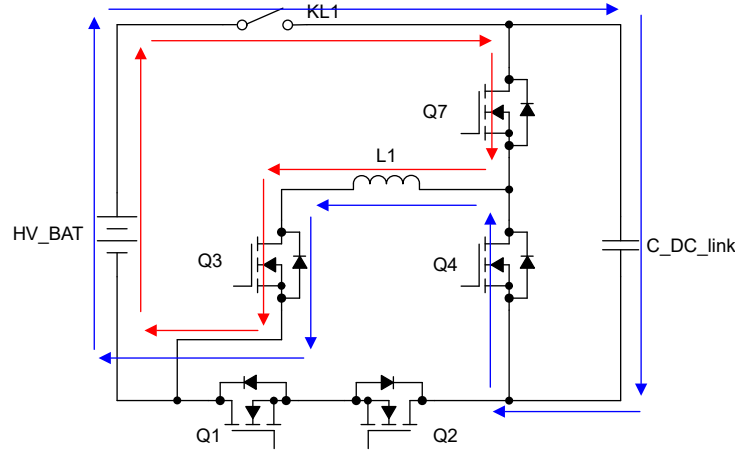 KL1
Q7
L1
HV_BAT
Q3
Q4
C_DC_link
Q1
Q2